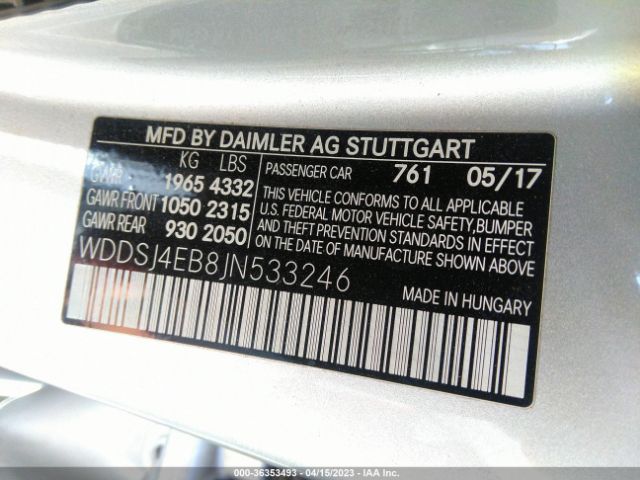 MFD BY DAIMLER AG STUTTGART
KG LBS
GVWR 1965 4332
GAWR FRONT 1050 2315
GAWR REAR 930 2050
PASSENGER CAR 761 05/17
THIS VEHICLE CONFORMS TO ALL APPLICABLE
U.S. FEDERAL MOTOR VEHICLE SAFETY, BUMPER
AND THEFT PREVENTION STANDARDS IN EFFECT
ON THE DATE OF MANUFACTURE SHOWN ABOVE
WDDSJ4EB8JN533246
MADE IN HUNGARY
000-36353493 - 04/15/2023 - IAA Inc.